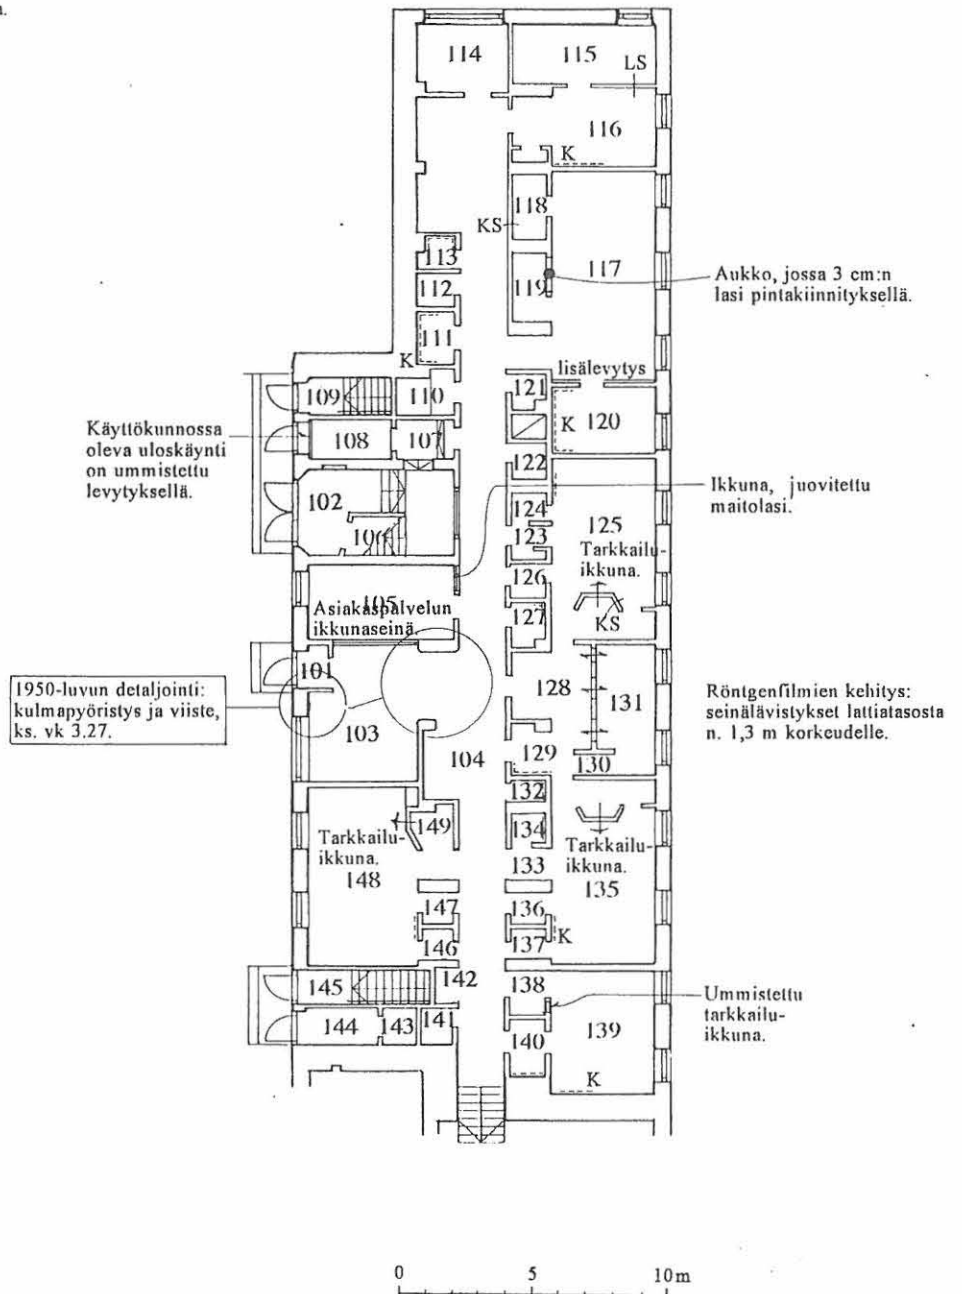 114
115
LS
116
K
118
KS
117
113
119
112
Aukko, jossa 3 cm:n
lasi pintakiinnityksellä.
111
K
lisälevytys
109
110
121
K
120
Käyttökunnossa
oleva uloskäynti
on ummistettu
levytyksellä.
108
107
122
102
124
125
Ikkuna, juovitettu
maitolasi.
106
123
Tarkkailu-
ikkuna.
126
105
Asiakaspalvelun
ikkunaseinä.
127
KS
101
128
131
1950-luvun detaljointi:
kulmapyöristys ja viiste,
ks. vk 3.27.
Röntgenfilmien kehitys:
seinälävistykset lattiatasosta
n. 1,3 m korkeudelle.
103
104
129
130
132
149
134
Tarkkailu-
ikkuna.
Tarkkailu-
ikkuna.
148
133
135
147
136
K
146
137
145
142
138
Ummistettu
tarkkailu-
ikkuna.
144
143
141
140
139
K
0 5 10 m